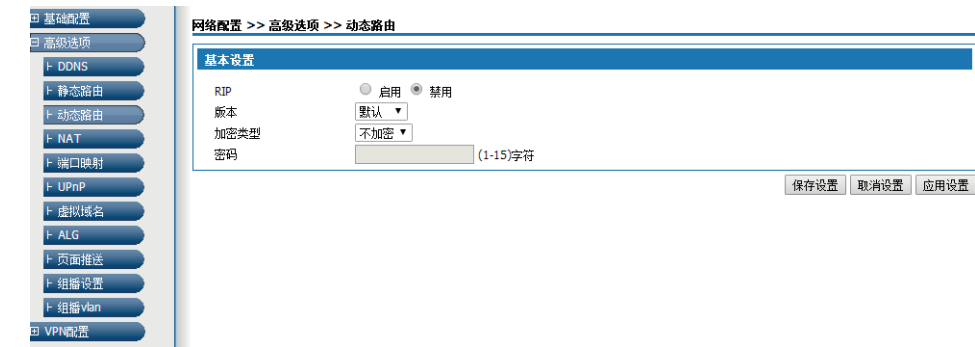 基础配置
高级选项
DDNS
静态路由
动态路由
NAT
端口映射
UPnP
虚拟域名
ALG
页面推送
组播设置
组播vlan
VPN配置
网络配置 >> 高级选项 >> 动态路由
基本设置
RIP 启用 禁用
版本 默认
加密类型 不加密
密码 (1-15)字符
保存设置 取消设置 应用设置